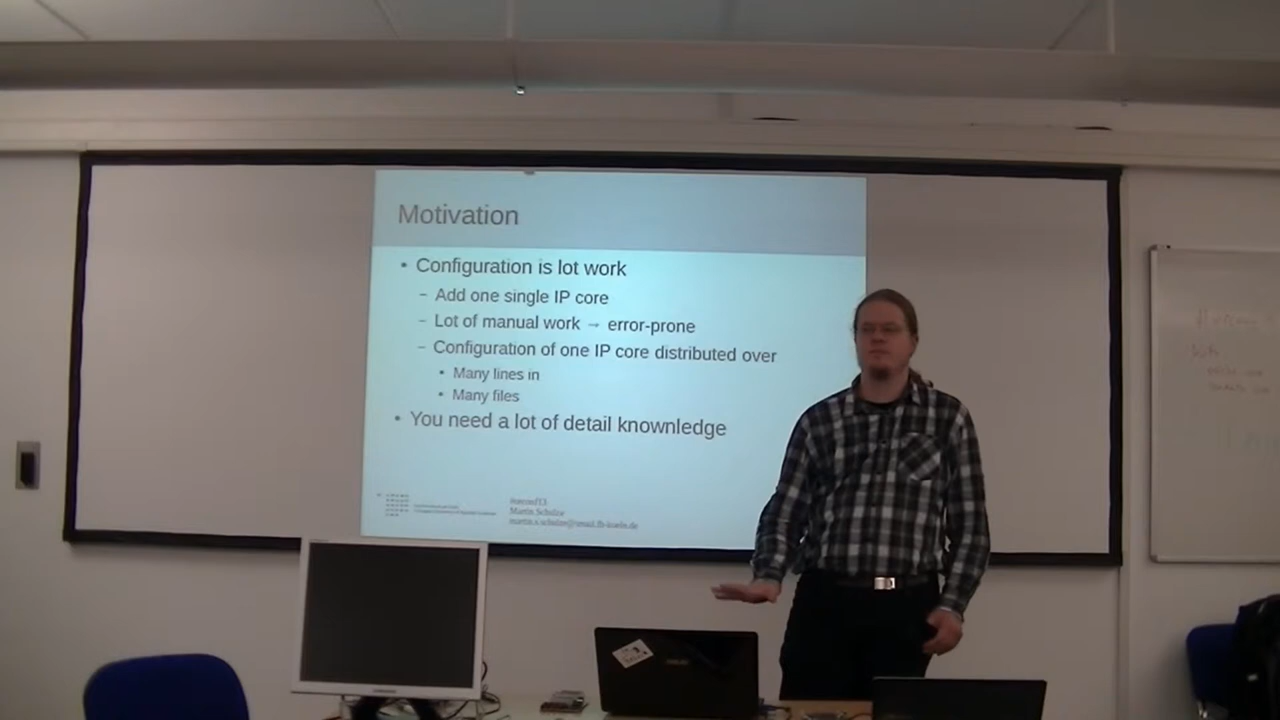 Motivation
• Configuration is lot work
– Add one single IP core
– Lot of manual work → error-prone
– Configuration of one IP core distributed over
• Many lines in
• Many files
• You need a lot of detail knownledge
Martin Schulze